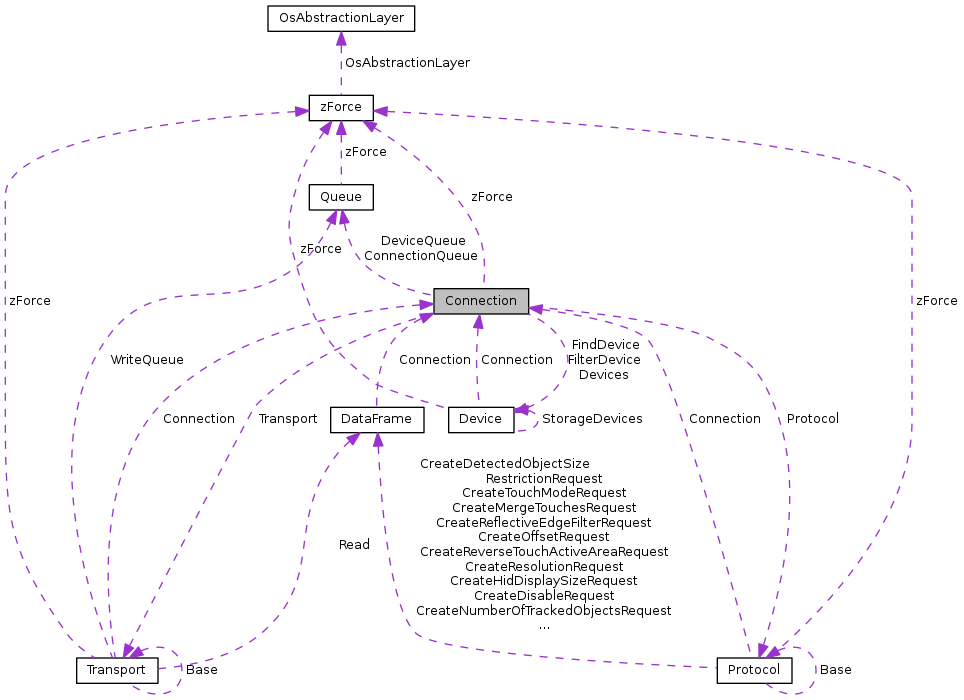 OsAbstractionLayer
OsAbstractionLayer
zForce
zForce
Queue
zForce
zForce
DeviceQueue
ConnectionQueue
zForce
Connection
zForce
WriteQueue
FindDevice
FilterDevice
Devices
Connection
Connection
Connection
Transport
DataFrame
Device
StorageDevices
Connection
Protocol
CreateDetectedObjectSize
RestrictionRequest
CreateTouchModeRequest
CreateMergeTouchesRequest
CreateReflectiveEdgeFilterRequest
CreateOffsetRequest
CreateReverseTouchActiveAreaRequest
CreateResolutionRequest
CreateHidDisplaySizeRequest
CreateDisableRequest
CreateNumberOfTrackedObjectsRequest
...
Read
Transport
Base
Protocol
Base